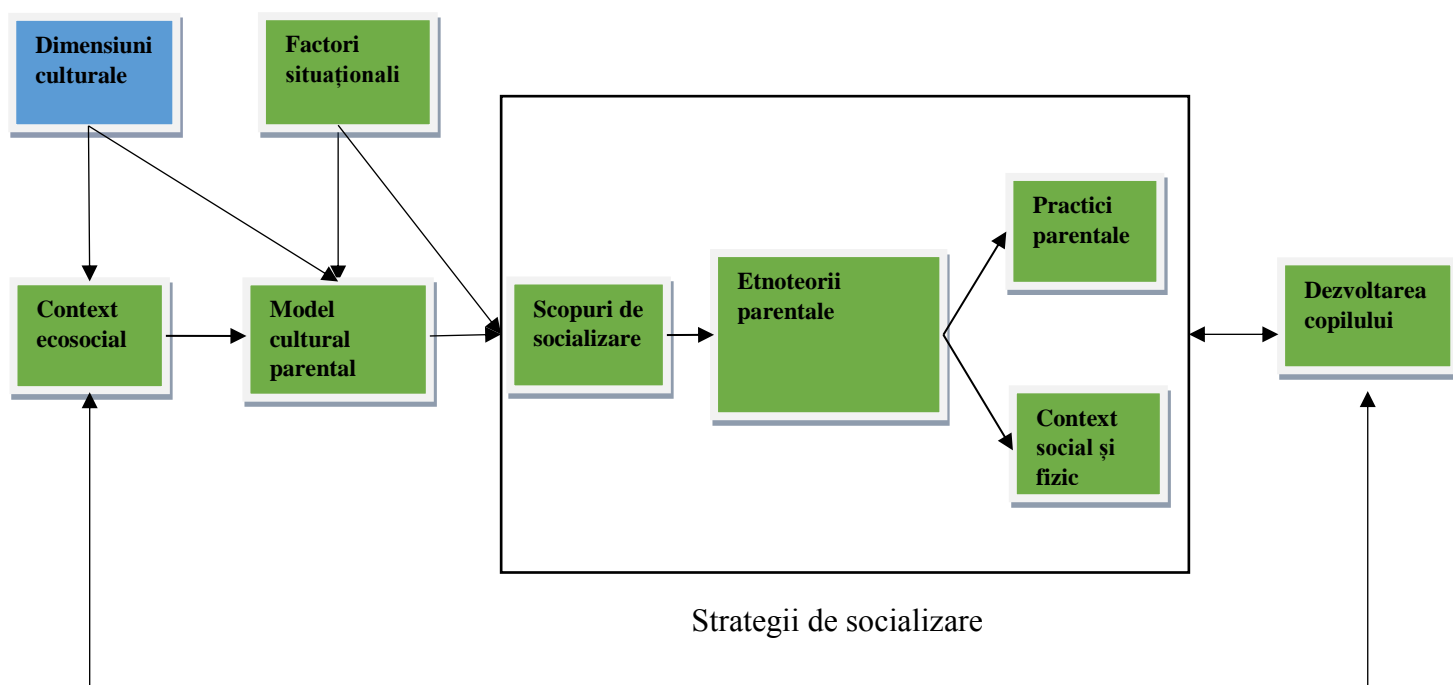 Dimensiuni
culturale
Factori
situaționali
Context
ecosocial
Model
cultural
parental
Scopuri de
socializare
Etnoteorii
parentale
Practici
parentale
Context
social și
fizic
Dezvoltarea
copilului
Strategii de socializare